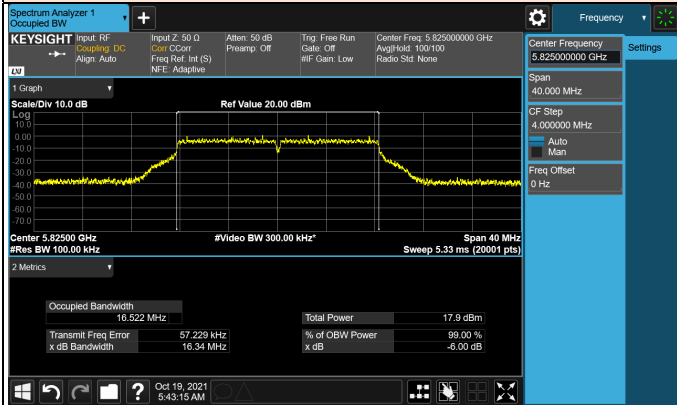 Spectrum Analyzer 1
Occupied BW
Frequency
KEYSIGHT
Input: RF
Coupling: DC
Align: Auto
Input Z: 50 Ω
Corr CCorr
Freq Ref: Int (S)
NFE: Adaptive
Atten: 50 dB
Preamp: Off
Trig: Free Run
Gate: Off
#IF Gain: Low
Center Freq: 5.825000000 GHz
Avg|Hold: 100/100
Radio Std: None
LXI
Center Frequency
5.825000000 GHz
Settings
Span
40.000 MHz
CF Step
4.000000 MHz
Auto
Man
Freq Offset
0 Hz
1 Graph
Scale/Div 10.0 dB
Ref Value 20.00 dBm
Log
10.0
0.00
-10.0
-20.0
-30.0
-40.0
-50.0
-60.0
-70.0
Center 5.82500 GHz
#Video BW 300.00 kHz*
Span 40 MHz
#Res BW 100.00 kHz
Sweep 5.33 ms (20001 pts)
2 Metrics
Occupied Bandwidth
16.522 MHz
Total Power 17.9 dBm
Transmit Freq Error 57.229 kHz
% of OBW Power 99.00 %
x dB Bandwidth 16.34 MHz
x dB -6.00 dB
Oct 19, 2021
5:43:15 AM